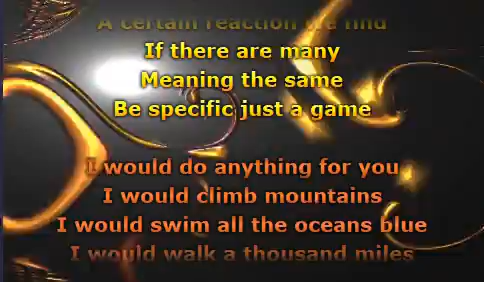 A certain reaction is a find
If there are many
Meaning the same
Be specific just a game
I would do anything for you
I would climb mountains
I would swim all the oceans blue
I would walk a thousand miles